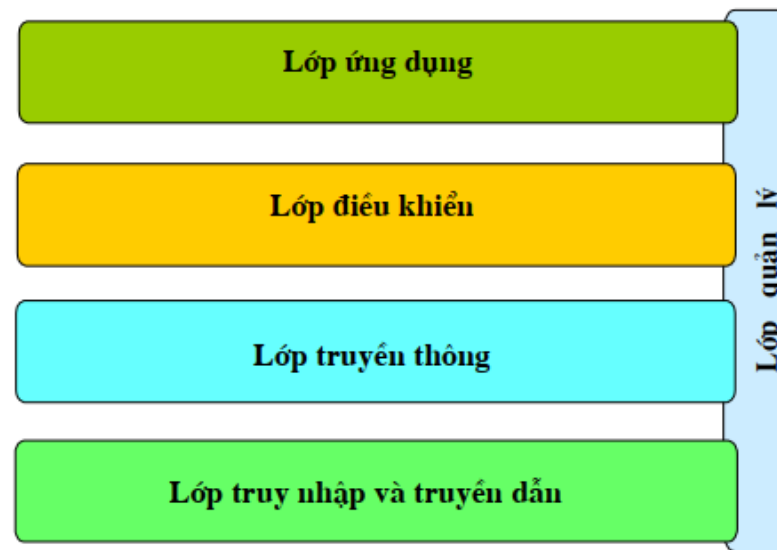 Lớp ứng dụng
Lớp điều khiển
Lớp truyền thông
Lớp truy nhập và truyền dẫn
Lớp quản lý